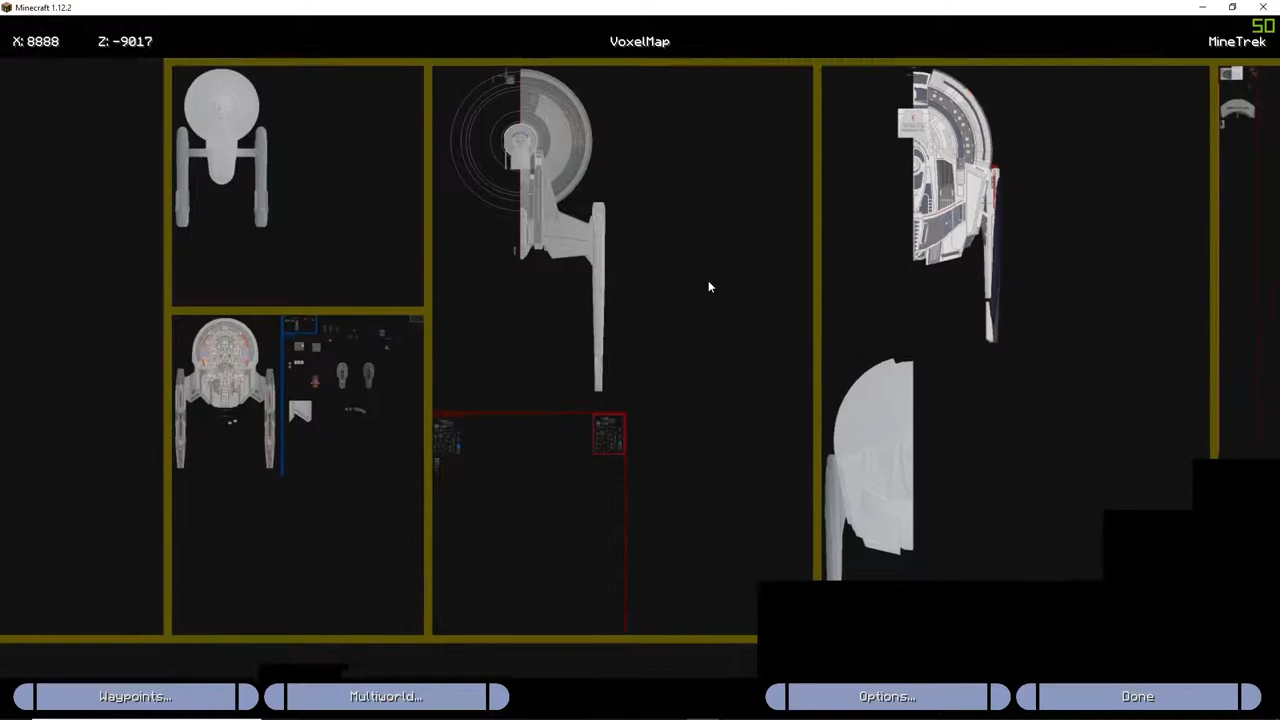 Minecraft 1.12.2
50
X: 8888 Z: -9017
VoxelMap
MineTrek
Waypoints...
Multiworld...
Options...
Done